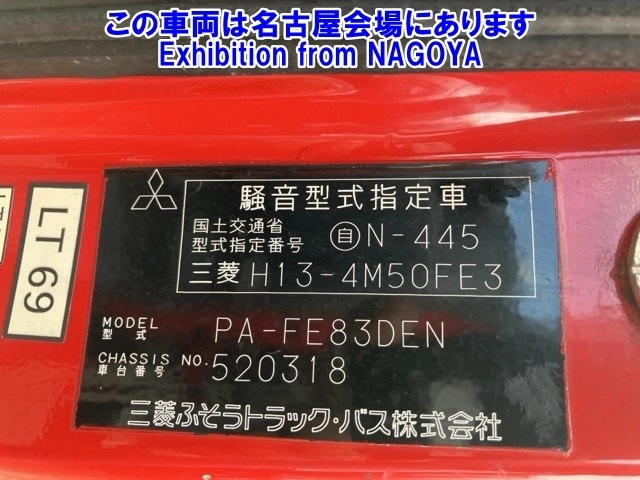 この車両は名古屋会場にあります
Exhibition from NAGOYA
騒音型式指定車
国土交通省
型式指定番号 自N-445
三菱 H13-4M50FE3
MODEL
型式 PA-FE83DEN
CHASSIS NO.
車台番号 520318
三菱ふそうトラック・バス株式会社
LT 69